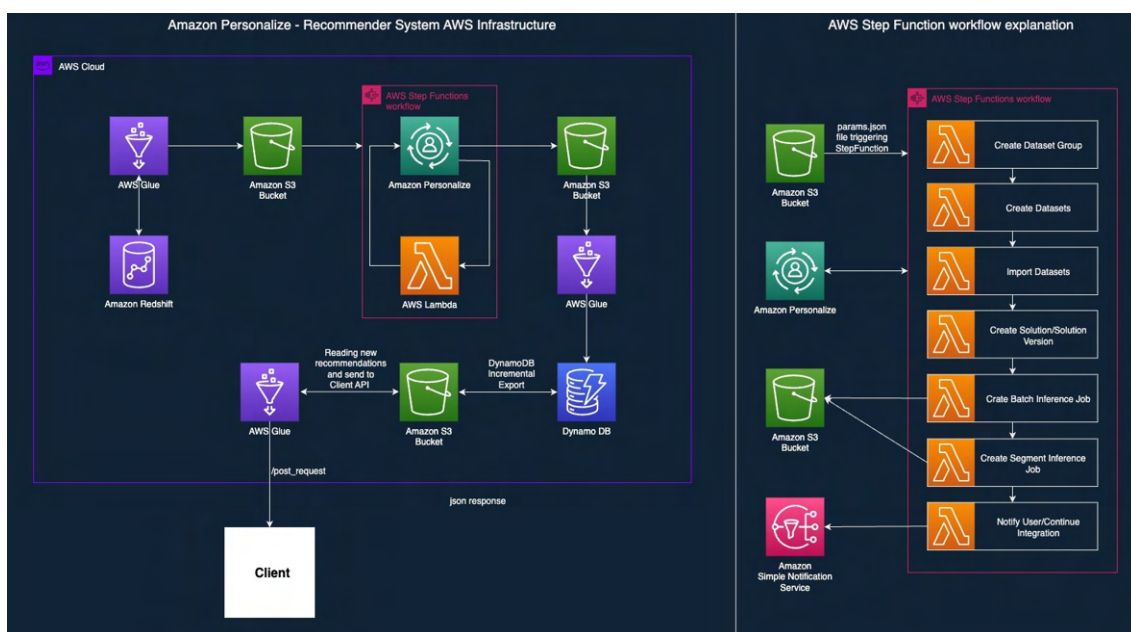 Amazon Personalize - Recommender System AWS Infrastructure
aws
AWS Cloud
AWS Step Functions
workflow
AWS Glue
Amazon S3
Bucket
Amazon Personalize
Amazon S3
Bucket
Amazon Redshift
AWS Lambda
AWS Glue
Reading new
recommendations
and send to
Client API
DynamoDB
Incremental
Export
AWS Glue
Amazon S3
Bucket
Dynamo DB
/post_request
json response
Client
AWS Step Function workflow explanation
AWS Step Functions workflow
params.json
file triggering
StepFunction
Amazon S3
Bucket
Create Dataset Group
Create Datasets
Amazon Personalize
Import Datasets
Create Solution/Solution
Version
Amazon S3
Bucket
Crate Batch Inference Job
Create Segment Inference
Job
Amazon
Simple Notification
Service
Notify User/Continue
Integration